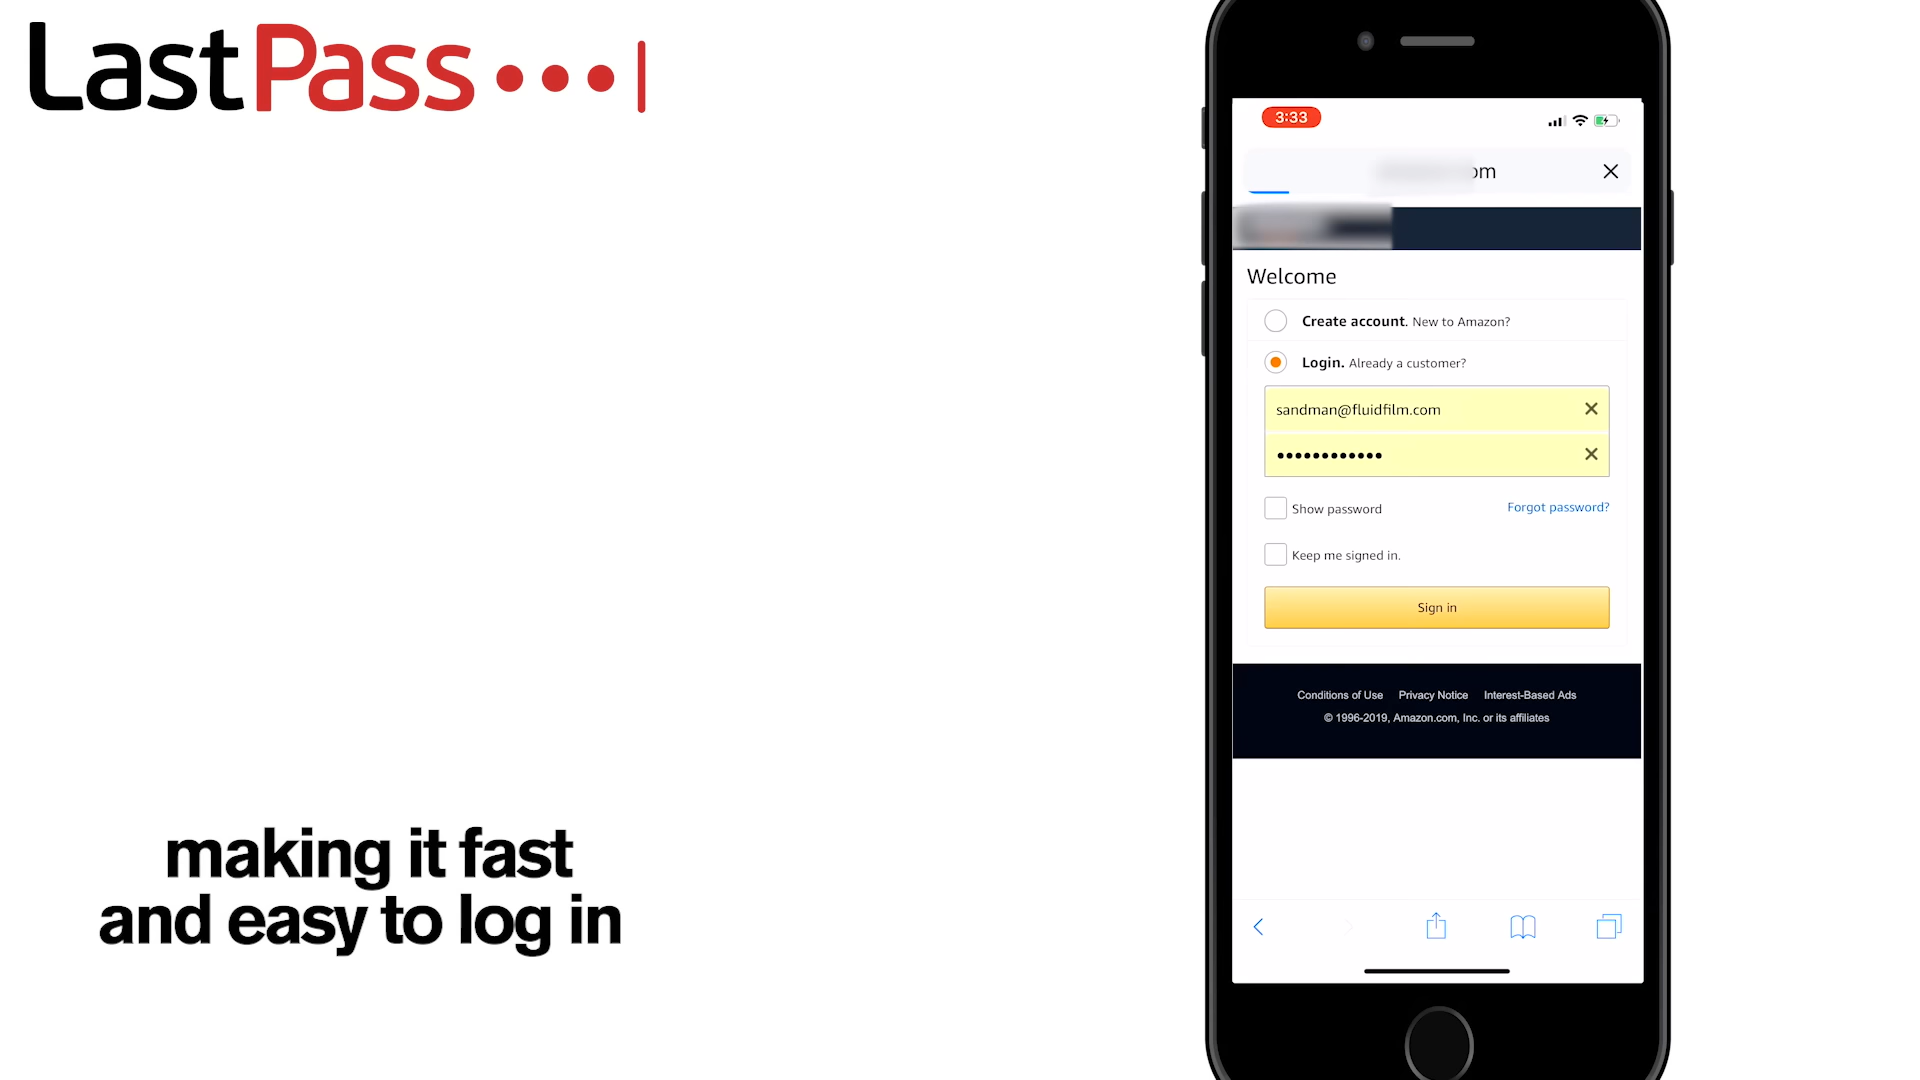 LastPass
making it fast
and easy to log in
3:33
om
Welcome
Create account. New to Amazon?
Login. Already a customer?
sandman@fluidfilm.com
••••••••••••
Show password
Forgot password?
Keep me signed in.
Sign in
Conditions of Use Privacy Notice Interest-Based Ads
© 1996-2019, Amazon.com, Inc. or its affiliates